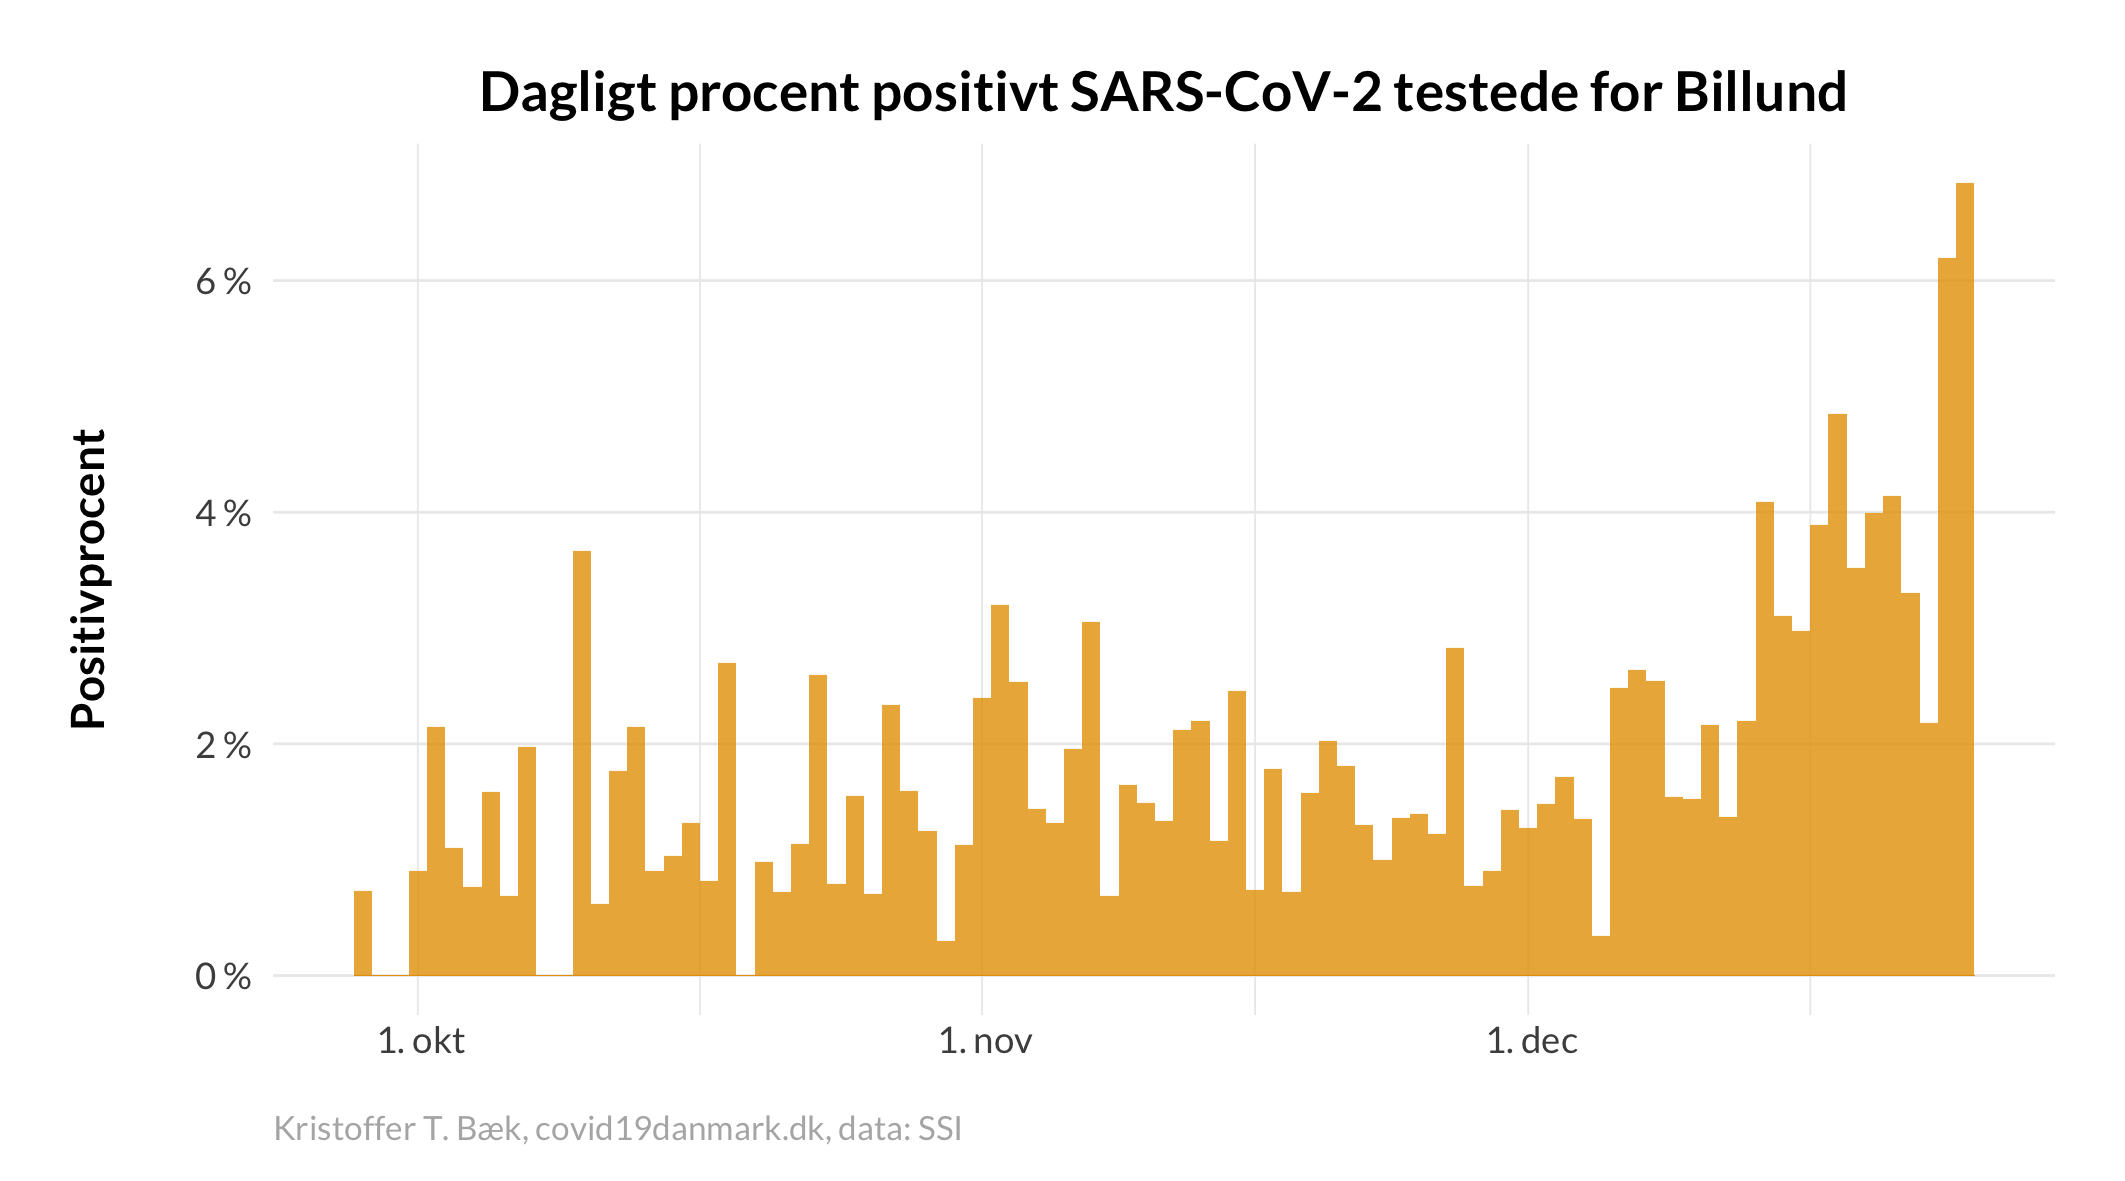 Dagligt procent positivt SARS-CoV-2 testede for Billund
Positivprocent
6 %
4 %
2 %
0 %
1. okt
1. nov
1. dec
Kristoffer T. Bæk, covid19danmark.dk, data: SSI